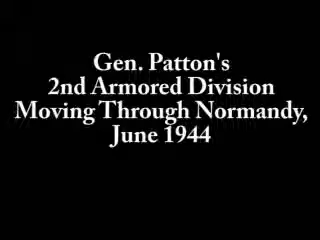 Gen. Patton's
2nd Armored Division
Moving Through Normandy,
June 1944